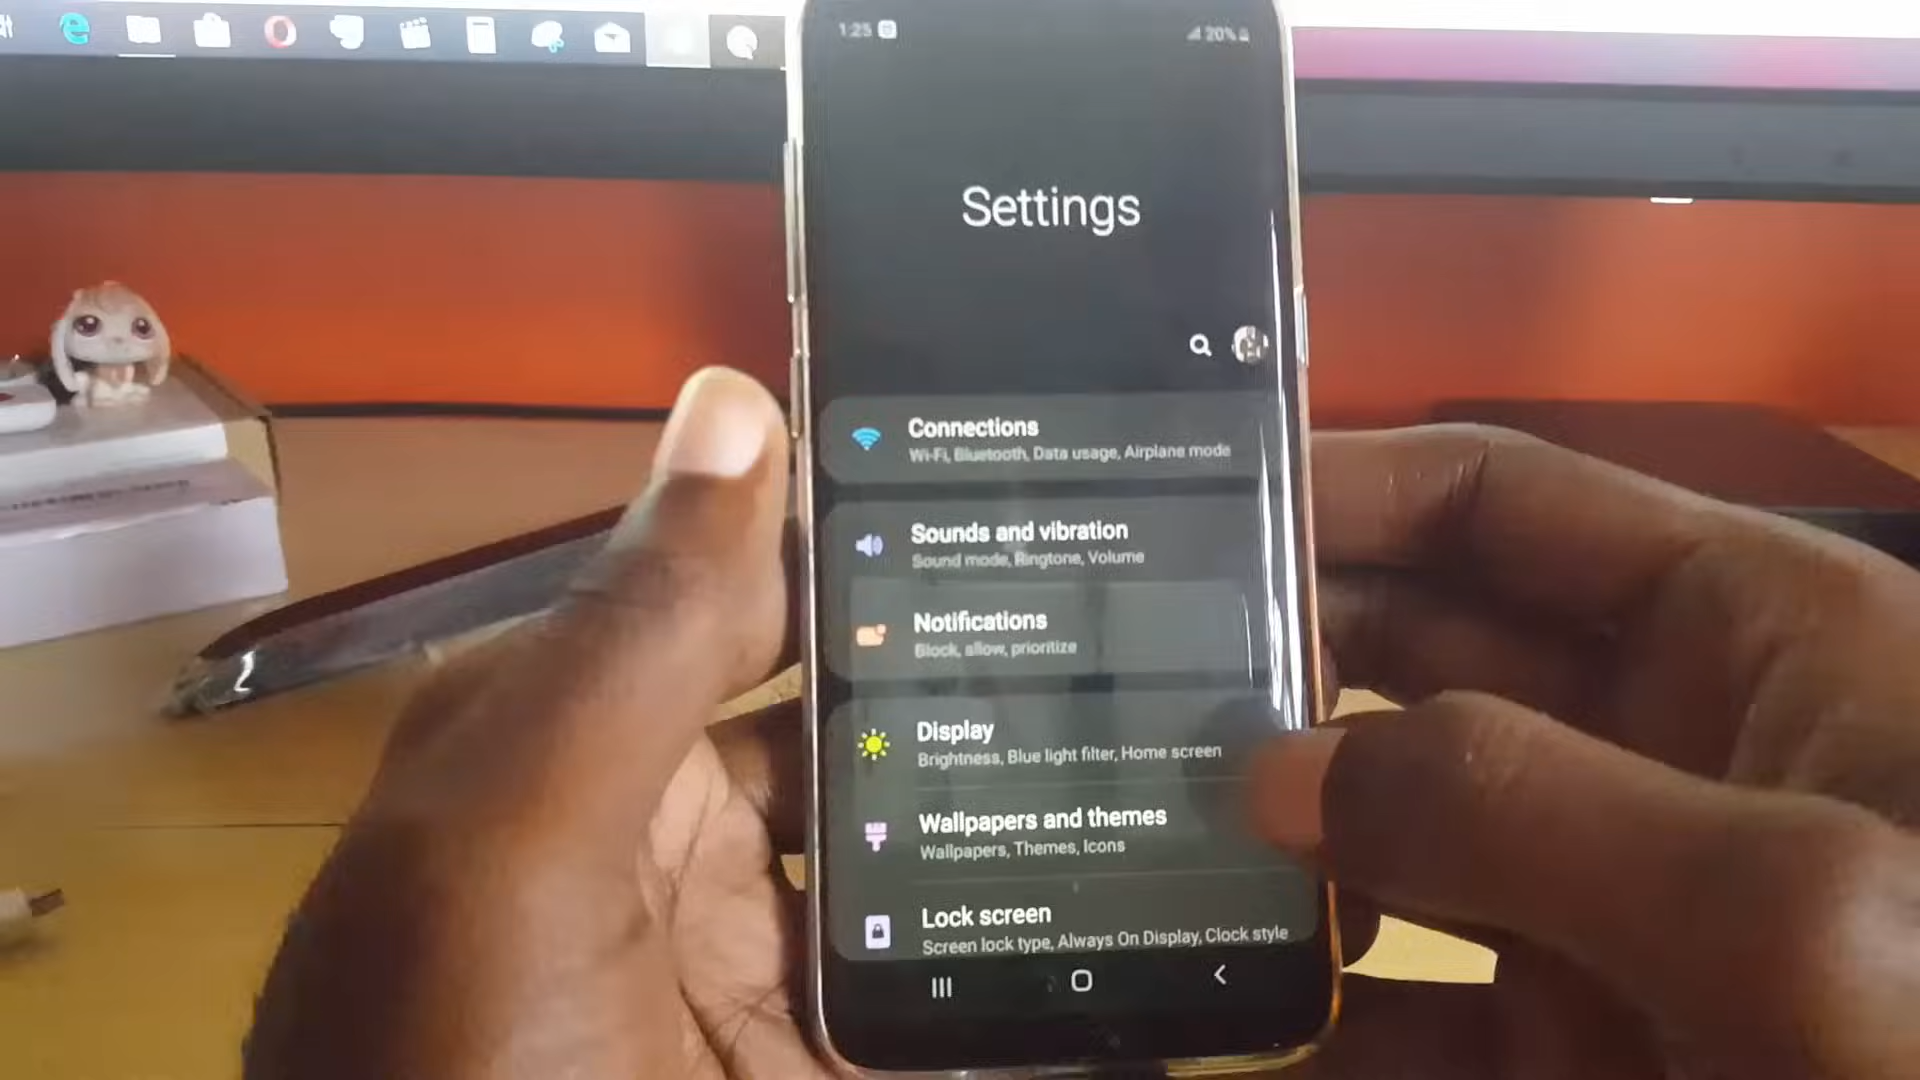 1:25
20%
Settings
Connections
Wi-Fi, Bluetooth, Data usage, Airplane mode
Sounds and vibration
Sound mode, Ringtone, Volume
Notifications
Block, allow, prioritize
Display
Brightness, Blue light filter, Home screen
Wallpapers and themes
Wallpapers, Themes, Icons
Lock screen
Screen lock type, Always On Display, Clock style